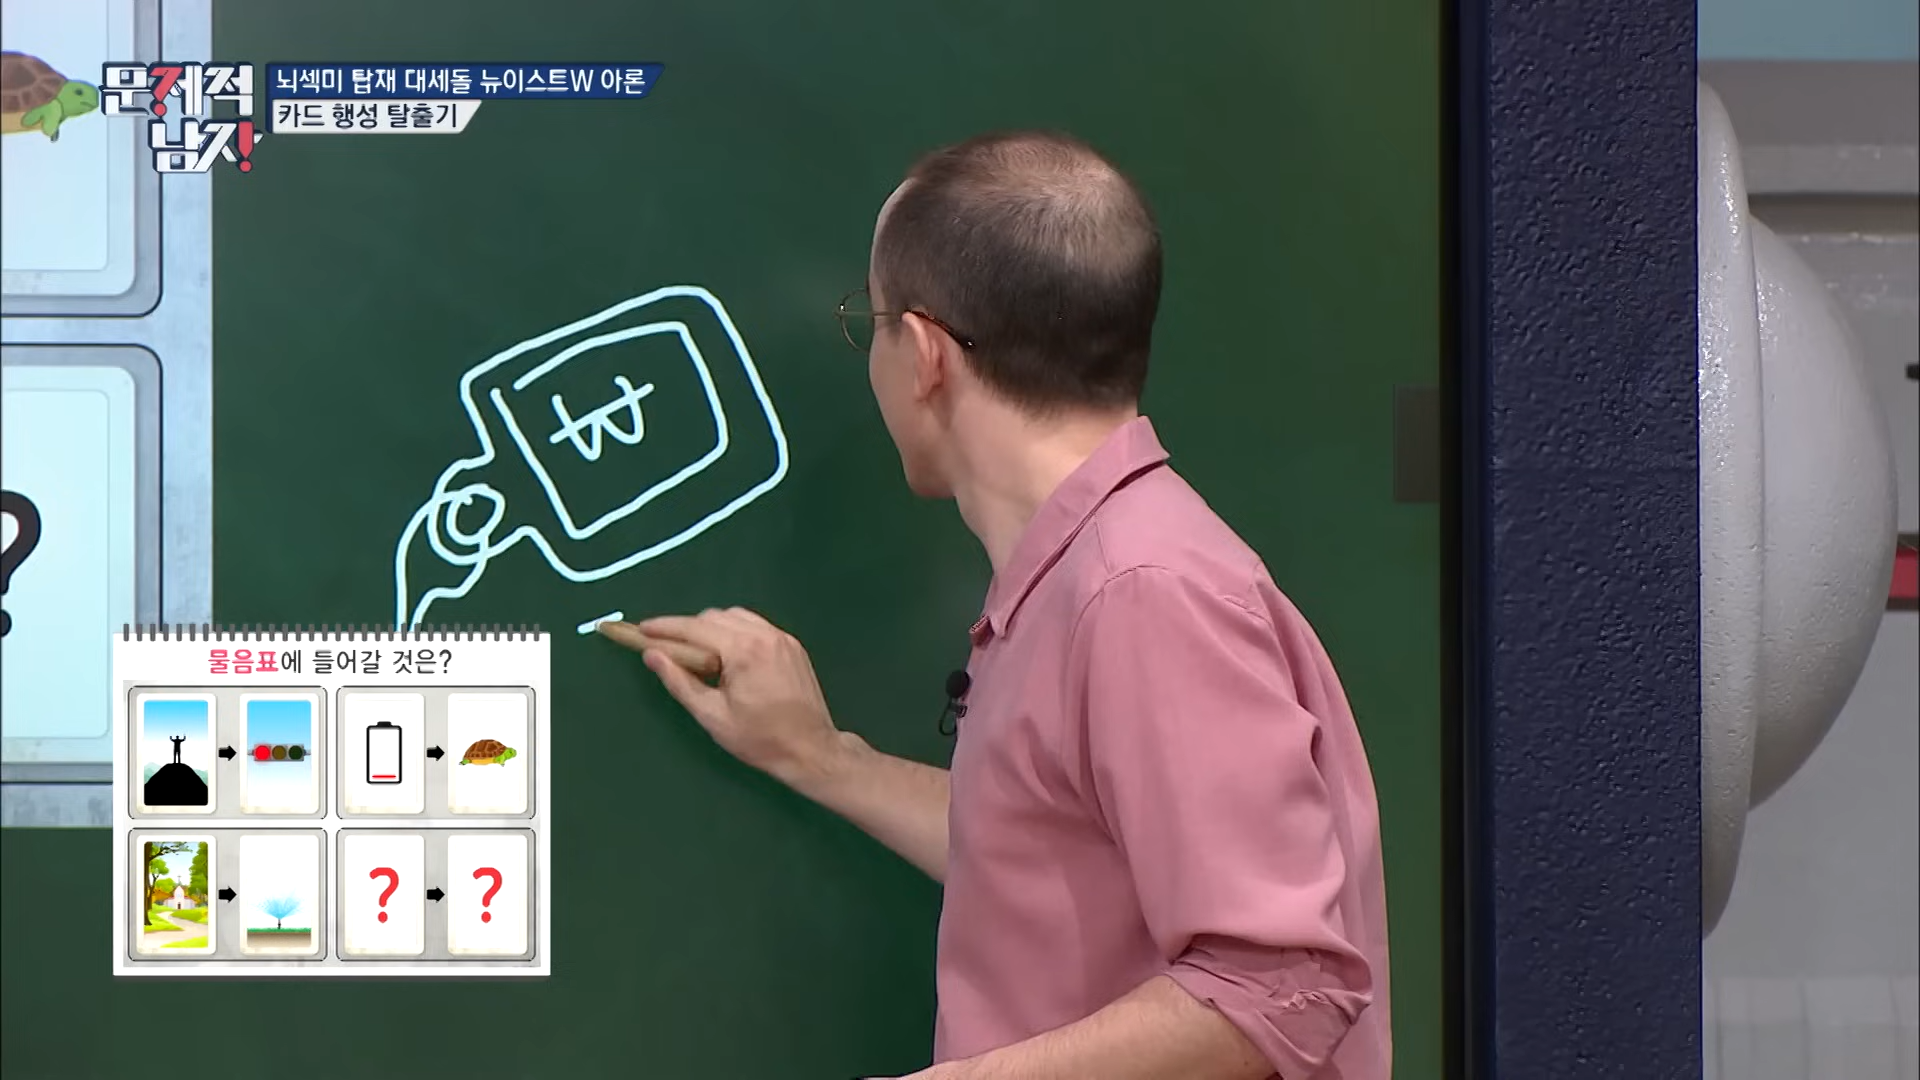 문제적
남자
뇌섹미 탑재 대세돌 뉴이스트W 아론
카드 행성 탈출기
₩
?
물음표에 들어갈 것은?
? ?